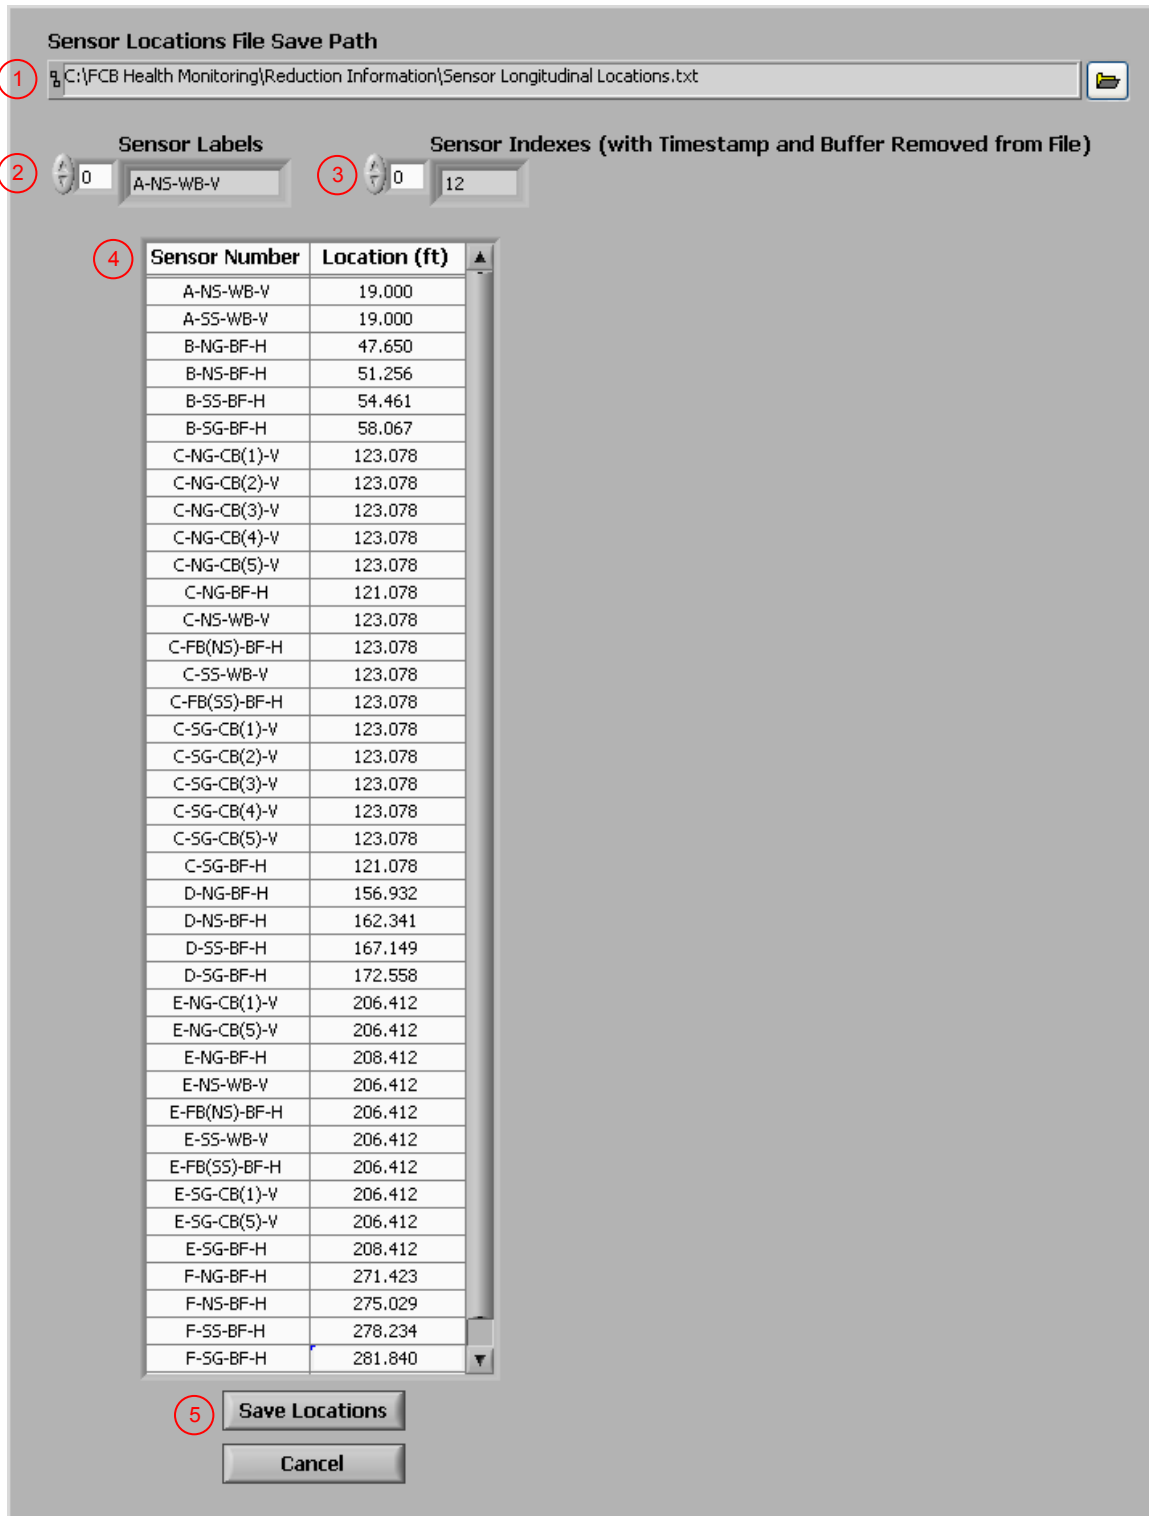 Sensor Locations File Save Path
1 C:\FCB Health Monitoring\Reduction Information\Sensor Longitudinal Locations.txt
Sensor Labels Sensor Indexes (with Timestamp and Buffer Removed from File)
2 0 A-NS-WB-V 3 0 12
4 Sensor Number Location (ft)
A-NS-WB-V 19.000
A-SS-WB-V 19.000
B-NG-BF-H 47.650
B-NS-BF-H 51.256
B-SS-BF-H 54.461
B-SG-BF-H 58.067
C-NG-CB(1)-V 123.078
C-NG-CB(2)-V 123.078
C-NG-CB(3)-V 123.078
C-NG-CB(4)-V 123.078
C-NG-CB(5)-V 123.078
C-NG-BF-H 121.078
C-NS-WB-V 123.078
C-FB(NS)-BF-H 123.078
C-SS-WB-V 123.078
C-FB(SS)-BF-H 123.078
C-SG-CB(1)-V 123.078
C-SG-CB(2)-V 123.078
C-SG-CB(3)-V 123.078
C-SG-CB(4)-V 123.078
C-SG-CB(5)-V 123.078
C-SG-BF-H 121.078
D-NG-BF-H 156.932
D-NS-BF-H 162.341
D-SS-BF-H 167.149
D-SG-BF-H 172.558
E-NG-CB(1)-V 206.412
E-NG-CB(5)-V 206.412
E-NG-BF-H 208.412
E-NS-WB-V 206.412
E-FB(NS)-BF-H 206.412
E-SS-WB-V 206.412
E-FB(SS)-BF-H 206.412
E-SG-CB(1)-V 206.412
E-SG-CB(5)-V 206.412
E-SG-BF-H 208.412
F-NG-BF-H 271.423
F-NS-BF-H 275.029
F-SS-BF-H 278.234
F-SG-BF-H 281.840
5 Save Locations
Cancel